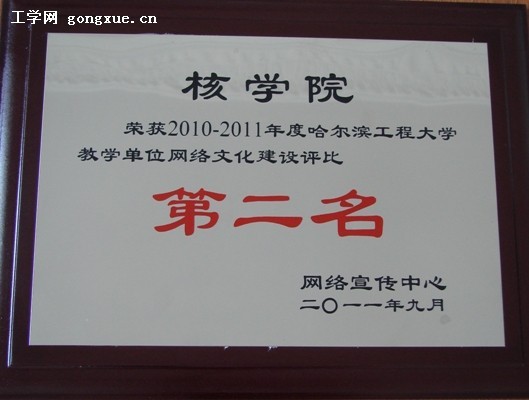 工学网 gongxue.cn
核学院
荣获2010-2011年度哈尔滨工程大学
教学单位网络文化建设评比
第二名
网络宣传中心
二〇一一年九月